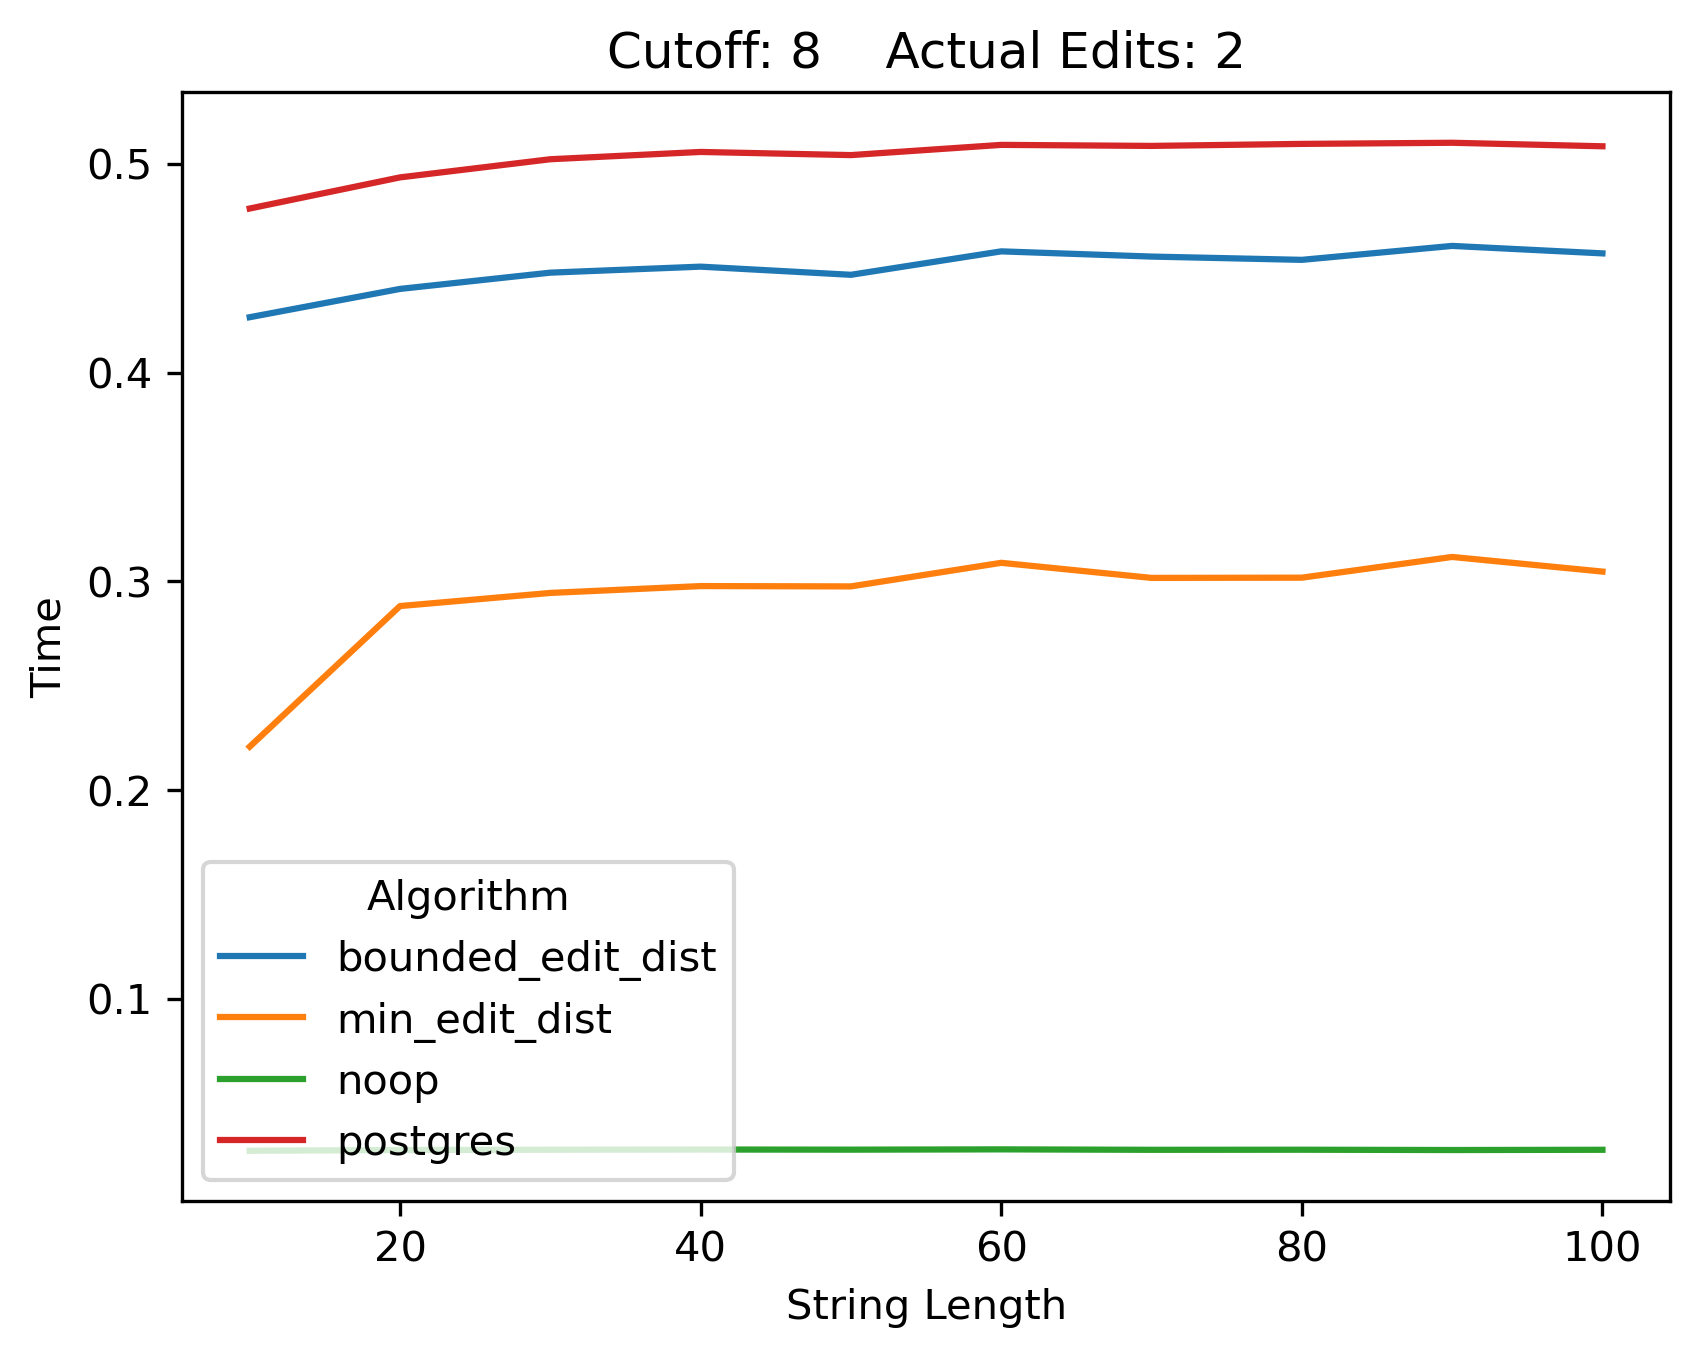 Cutoff: 8    Actual Edits: 2
0.5
0.4
0.3
0.2
0.1
Time
Algorithm
bounded_edit_dist
min_edit_dist
noop
postgres
20 40 60 80 100
String Length